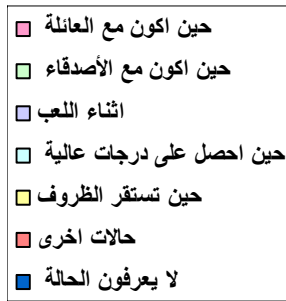 حين اكون مع العائلة
حين اكون مع الأصدقاء
اثناء اللعب
حين احصل على درجات عالية
حين تستقر الظروف
حالات اخرى
لا يعرفون الحالة